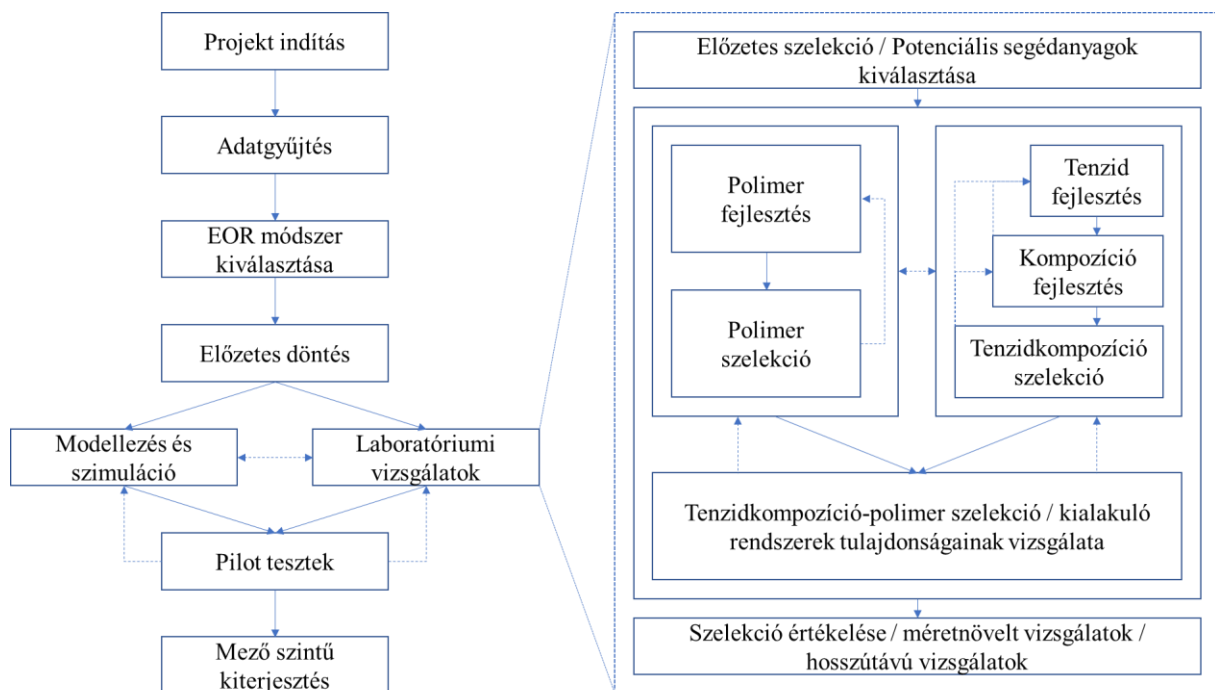 Projekt indítás
Adatgyűjtés
EOR módszer
kiválasztása
Előzetes döntés
Modellezés és
szimuláció
Laboratóriumi
vizsgálatok
Pilot tesztek
Mező szintű
kiterjesztés
Előzetes szelekció / Potenciális segédanyagok
kiválasztása
Polimer
fejlesztés
Polimer
szelekció
Tenzid
fejlesztés
Kompozíció
fejlesztés
Tenzidkompozíció
szelekció
Tenzidkompozíció-polimer szelekció / kialakuló
rendszerek tulajdonságainak vizsgálata
Szelekció értékelése / méretnövelt vizsgálatok /
hosszútávú vizsgálatok